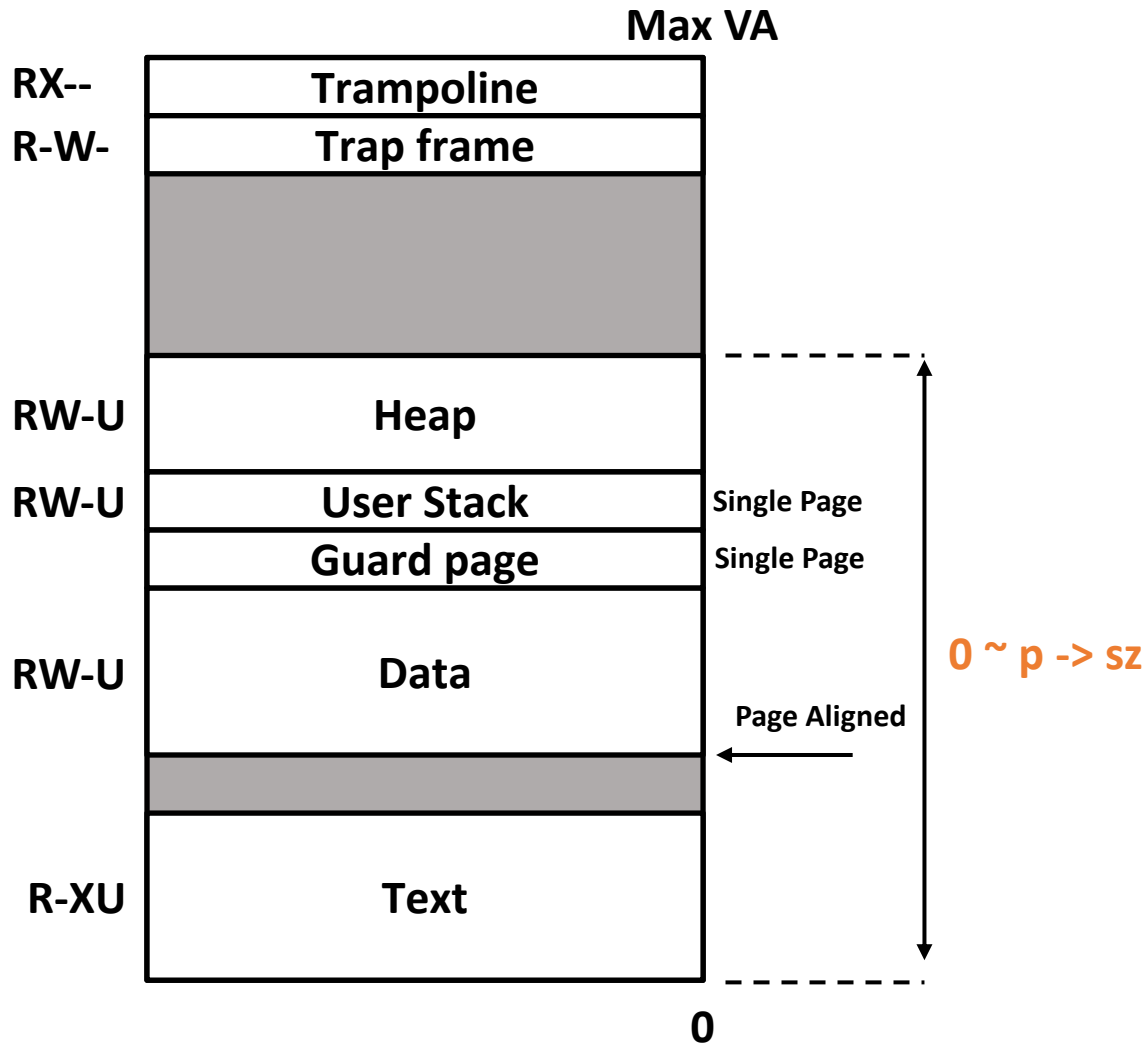 Max VA
RX--
Trampoline
R-W-
Trap frame
RW-U
Heap
RW-U
User Stack
Single Page
Guard page
Single Page
RW-U
Data
0 ~ p -> sz
Page Aligned
R-XU
Text
0